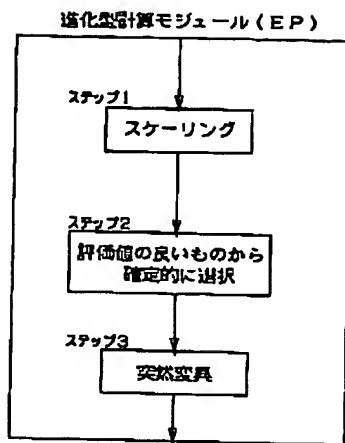 進化型計算モジュール(EP)
ステップ1
スケーリング
ステップ2
評価値の良いものから
確定的に選択
ステップ3
突然変異